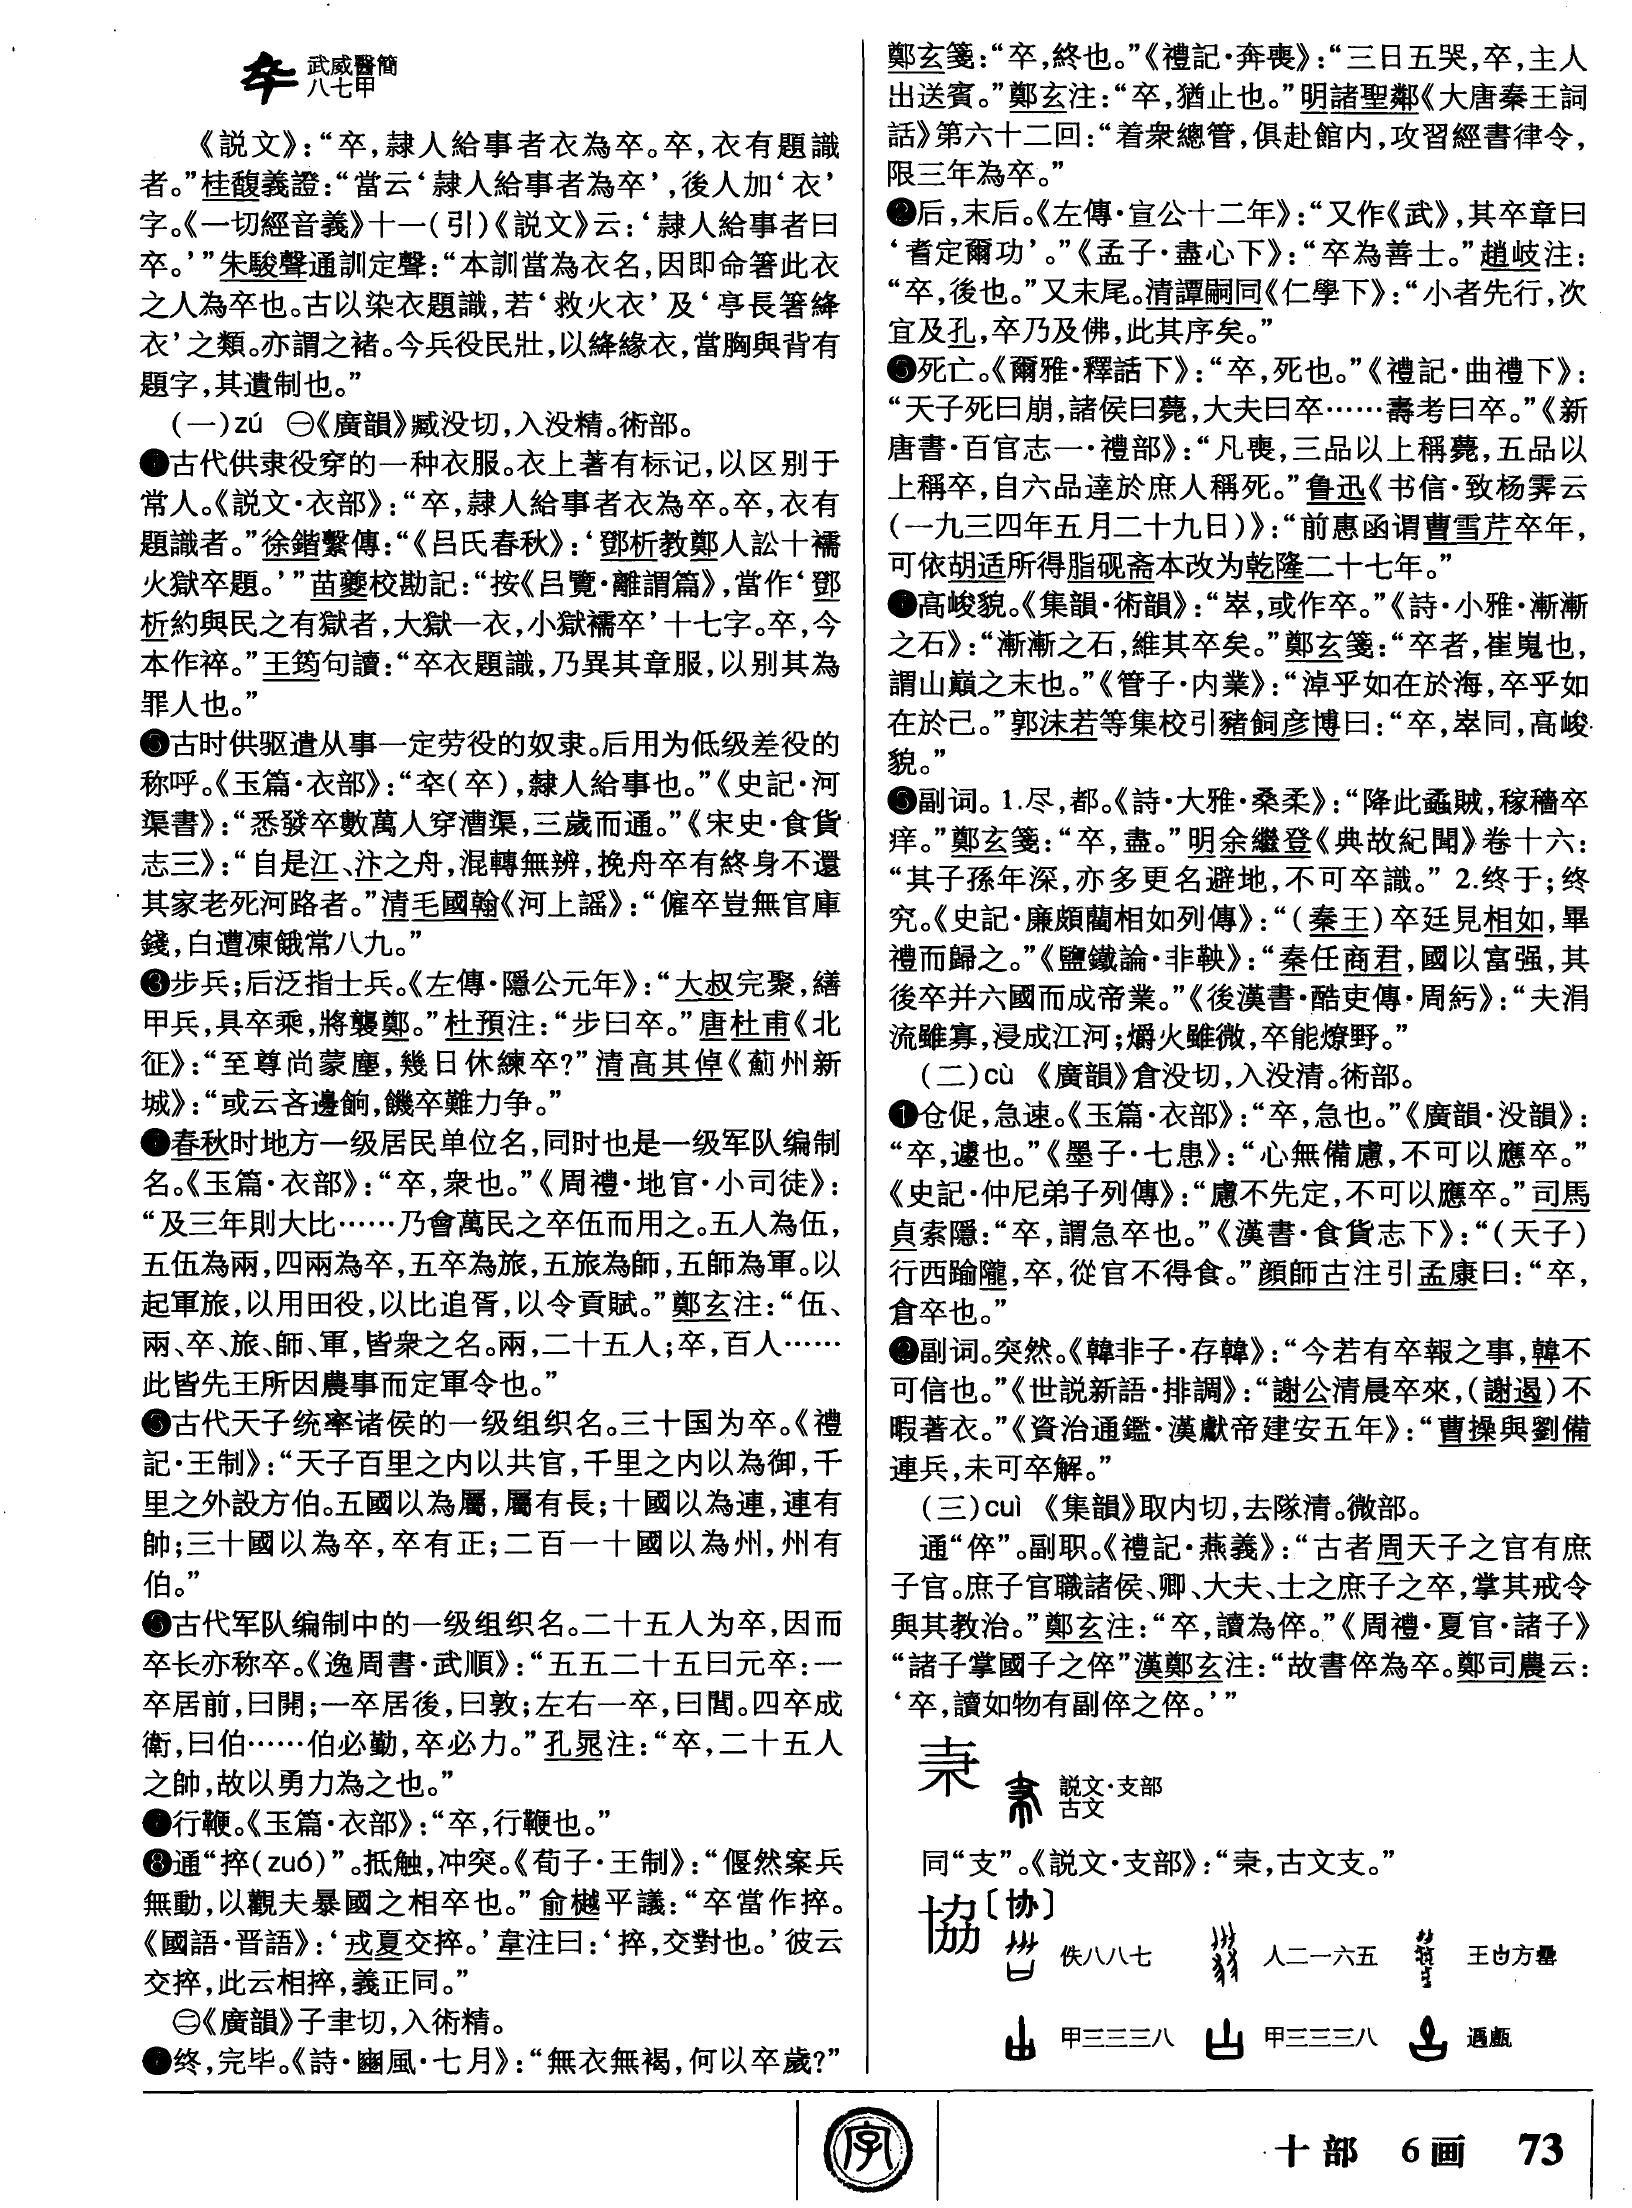 武威醫簡
八七甲
《説文》：“卒，隸人給事者衣為卒。卒，衣有題識
者。”桂馥義證：“當云‘隸人給事者為卒’，後人加‘衣’
字。《一切經音義》十一（引）《説文》云：‘隸人給事者曰
卒。’”朱駿聲通訓定聲：“本訓當為衣名，因即命箸此衣
之人為卒也。古以染衣題識，若‘救火衣’及‘亭長箸絳
衣’之類。亦謂之褚。今兵役民壯，以絳緣衣，當胸與背有
題字，其遺制也。”
（一）zú ㊀《廣韻》臧没切，入没精。術部。
❶古代供隶役穿的一种衣服。衣上著有标记，以区别于
常人。《説文·衣部》：“卒，隸人給事者衣為卒。卒，衣有
題識者。”徐鍇繫傳：“《吕氏春秋》：‘鄧析教鄭人訟十襦
火獄卒題。’”苗夔校勘記：“按《吕覽·離謂篇》，當作‘鄧
析約與民之有獄者，大獄一衣，小獄襦卒’十七字。卒，今
本作祽。”王筠句讀：“卒衣題識，乃異其章服，以别其為
罪人也。”
❷古时供驱遣从事一定劳役的奴隶。后用为低级差役的
称呼。《玉篇·衣部》：“卒（卒），隸人給事也。”《史記·河
渠書》：“悉發卒數萬人穿漕渠，三歲而通。”《宋史·食貨
志三》：“自是江、汴之舟，混轉無辨，挽舟卒有終身不還
其家老死河路者。”清毛國翰《河上謡》：“僱卒豈無官庫
錢，白遭凍餓常八九。”
❸步兵；后泛指士兵。《左傳·隱公元年》：“大叔完聚，繕
甲兵，具卒乘，將襲鄭。”杜預注：“步曰卒。”唐杜甫《北
征》：“至尊尚蒙塵，幾日休練卒？”清高其倬《薊州新
城》：“或云吝邊餉，饑卒難力争。”
❹春秋时地方一级居民单位名，同时也是一级军队编制
名。《玉篇·衣部》：“卒，衆也。”《周禮·地官·小司徒》：
“及三年則大比……乃會萬民之卒伍而用之。五人為伍，
五伍為兩，四兩為卒，五卒為旅，五旅為師，五師為軍。以
起軍旅，以用田役，以比追胥，以令貢賦。”鄭玄注：“伍、
兩、卒、旅、師、軍，皆衆之名。兩，二十五人；卒，百人……
此皆先王所因農事而定軍令也。”
❺古代天子统率诸侯的一级组织名。三十国为卒。《禮
記·王制》：“天子百里之内以共官，千里之内以為御，千
里之外設方伯。五國以為屬，屬有長；十國以為連，連有
帥；三十國以為卒，卒有正；二百一十國以為州，州有
伯。”
❻古代军队编制中的一级组织名。二十五人为卒，因而
卒长亦称卒。《逸周書·武順》：“五五二十五曰元卒：一
卒居前，曰開；一卒居後，曰敦；左右一卒，曰閭。四卒成
衛，曰伯……伯必勤，卒必力。”孔晁注：“卒，二十五人
之帥，故以勇力為之也。”
❼行鞭。《玉篇·衣部》：“卒，行鞭也。”
❽通“捽（zuó）”。抵触，冲突。《荀子·王制》：“偃然案兵
無動，以觀夫暴國之相卒也。”俞樾平議：“卒當作捽。
《國語·晋語》：‘戎夏交捽。’韋注曰：‘捽，交對也。’彼云
交捽，此云相捽，義正同。”
㊁《廣韻》子聿切，入術精。
❶终，完毕。《詩·豳風·七月》：“無衣無褐，何以卒歲？”
鄭玄箋：“卒，終也。”《禮記·奔喪》：“三日五哭，卒，主人
出送賓。”鄭玄注：“卒，猶止也。”明諸聖鄰《大唐秦王詞
話》第六十二回：“着衆總管，俱赴館内，攻習經書律令，
限三年為卒。”
❷后，末后。《左傳·宣公十二年》：“又作《武》，其卒章曰
‘耆定爾功’。”《孟子·盡心下》：“卒為善士。”趙岐注：
“卒，後也。”又末尾。清譚嗣同《仁學下》：“小者先行，次
宜及孔，卒乃及佛，此其序矣。”
❸死亡。《爾雅·釋詁下》：“卒，死也。”《禮記·曲禮下》：
“天子死曰崩，諸侯曰薨，大夫曰卒……壽考曰卒。”《新
唐書·百官志一·禮部》：“凡喪，三品以上稱薨，五品以
上稱卒，自六品達於庶人稱死。”鲁迅《书信·致杨霁云
（一九三四年五月二十九日）》：“前惠函谓曹雪芹卒年，
可依胡适所得脂砚斋本改为乾隆二十七年。”
❹高峻貌。《集韻·術韻》：“崒，或作卒。”《詩·小雅·漸漸
之石》：“漸漸之石，維其卒矣。”鄭玄箋：“卒者，崔嵬也，
謂山巔之末也。”《管子·内業》：“淖乎如在於海，卒乎如
在於己。”郭沫若等集校引豬飼彦博曰：“卒，崒同，高峻
貌。”
❺副词。1.尽，都。《詩·大雅·桑柔》：“降此蟊賊，稼穡卒
痒。”鄭玄箋：“卒，盡。”明余繼登《典故紀聞》卷十六：
“其子孫年深，亦多更名避地，不可卒識。”2.终于；终
究。《史記·廉頗藺相如列傳》：“（秦王）卒廷見相如，畢
禮而歸之。”《鹽鐵論·非鞅》：“秦任商君，國以富强，其
後卒并六國而成帝業。”《後漢書·酷吏傳·周紆》：“夫涓
流雖寡，浸成江河；爝火雖微，卒能燎野。”
（二）cù 《廣韻》倉没切，入没清。術部。
❶仓促，急速。《玉篇·衣部》：“卒，急也。”《廣韻·没韻》：
“卒，遽也。”《墨子·七患》：“心無備慮，不可以應卒。”
《史記·仲尼弟子列傳》：“慮不先定，不可以應卒。”司馬
貞索隱：“卒，謂急卒也。”《漢書·食貨志下》：“（天子）
行西踰隴，卒，從官不得食。”顔師古注引孟康曰：“卒，
倉卒也。”
❷副词。突然。《韓非子·存韓》：“今若有卒報之事，韓不
可信也。”《世説新語·排調》：“謝公清晨卒來，（謝遏）不
暇著衣。”《資治通鑑·漢獻帝建安五年》：“曹操與劉備
連兵，未可卒解。”
（三）cuì 《集韻》取内切，去隊清。微部。
通“倅”。副职。《禮記·燕義》：“古者周天子之官有庶
子官。庶子官職諸侯、卿、大夫、士之庶子之卒，掌其戒令
與其教治。”鄭玄注：“卒，讀為倅。”《周禮·夏官·諸子》
“諸子掌國子之倅”漢鄭玄注：“故書倅為卒。鄭司農云：
‘卒，讀如物有副倅之倅。’”
説文·支部
古文
同“支”。《説文·支部》：“𠦙，古文支。”
協〔协〕
佚八八七 人二一六五
甲三三三八 甲三三三八
字
十部 6画 73